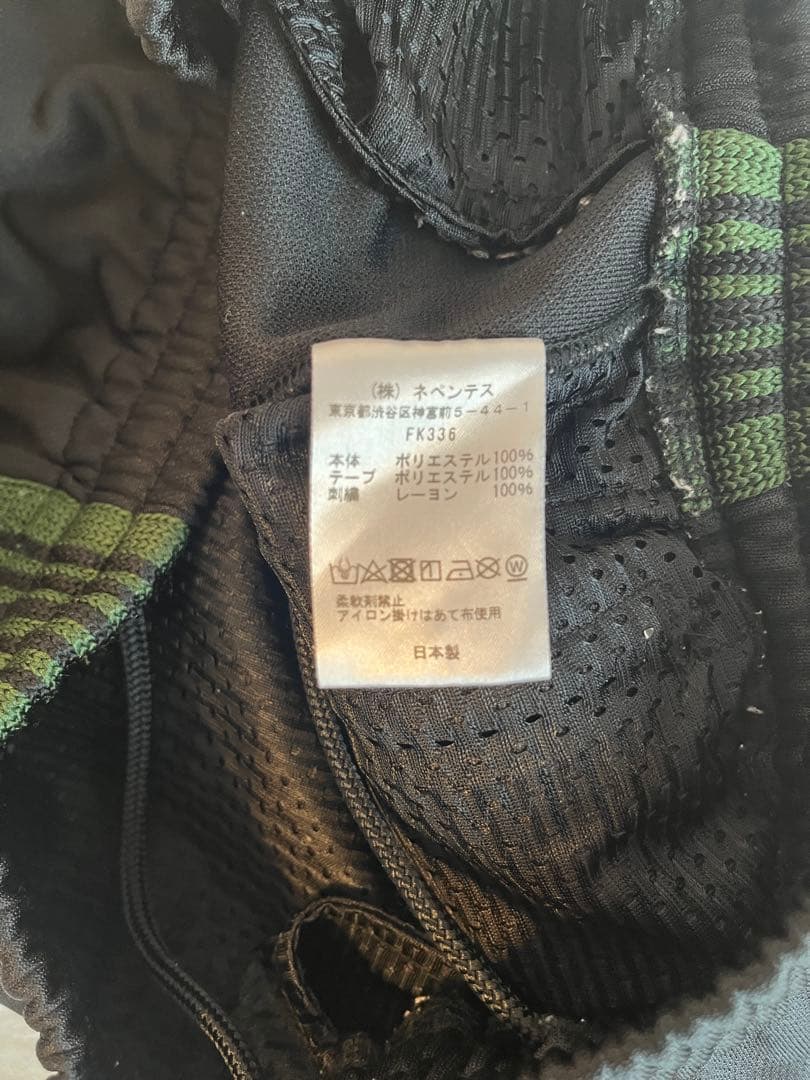 (株) ネペンテス
東京都渋谷区神宮前5-44-1
FK336
本体 ポリエステル100%
テープ ポリエステル100%
刺繍 レーヨン 100%
W
柔軟剤禁止
アイロン掛けはあて布使用
日本製